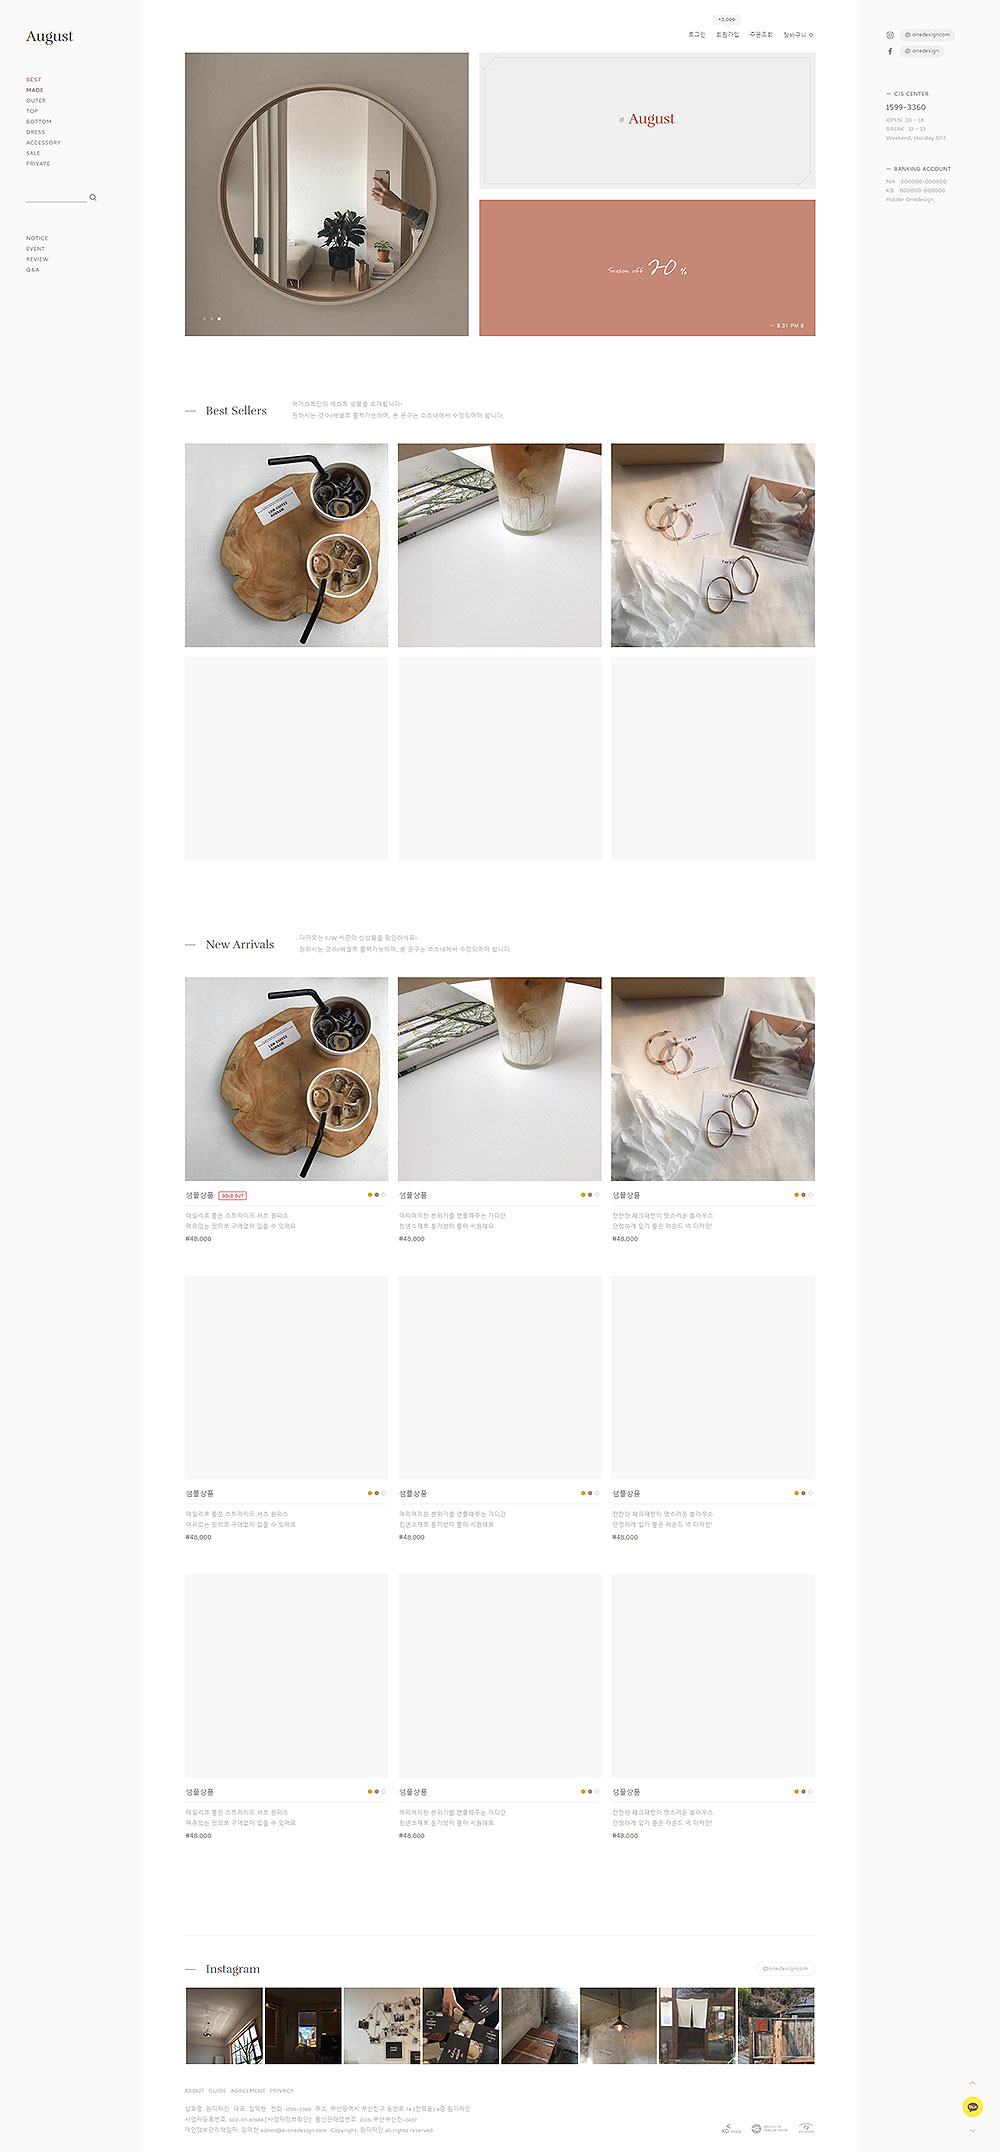 August
BEST
MADE
OUTER
TOP
BOTTOM
DRESS
ACCESSORY
SALE
PRIVATE
NOTICE
EVENT
REVIEW
Q&A
+3,000
로그인 회원가입 주문조회 장바구니 0
# August
Season off 20 %
~ 8.31 PM 8
@ onedesigncom
@ onedesign
C/S CENTER
1599-3360
OPEN 10 - 18
BREAK 12 - 13
Weekend, Holiday OFF
BANKING ACCOUNT
NH 000000-000000
KB 000000-000000
Holder Onedesign.
Best Sellers
어거스트만의 베스트 상품을 소개합니다!
원하시는 갯수/배열로 출력가능하며, 본 문구는 소스내에서 수정되어야 합니다.
New Arrivals
다가오는 F/W 시즌의 신상품을 확인하세요!
원하시는 갯수/배열로 출력가능하며, 본 문구는 소스내에서 수정되어야 합니다.
샘플상품 SOLD OUT
데일리로 좋은 스트라이프 셔츠 원피스
여유있는 핏으로 구애없이 입을 수 있어요
₩48,000
샘플상품
여리여리한 분위기를 연출해주는 가디건
린넨소재로 통기성이 좋아 시원해요
₩48,000
샘플상품
잔잔한 체크패턴이 멋스러운 블라우스
단정하게 입기 좋은 라운드 넥 디자인!
₩48,000
샘플상품
데일리로 좋은 스트라이프 셔츠 원피스
여유있는 핏으로 구애없이 입을 수 있어요
₩48,000
샘플상품
여리여리한 분위기를 연출해주는 가디건
린넨소재로 통기성이 좋아 시원해요
₩48,000
샘플상품
잔잔한 체크패턴이 멋스러운 블라우스
단정하게 입기 좋은 라운드 넥 디자인!
₩48,000
샘플상품
데일리로 좋은 스트라이프 셔츠 원피스
여유있는 핏으로 구애없이 입을 수 있어요
₩48,000
샘플상품
여리여리한 분위기를 연출해주는 가디건
린넨소재로 통기성이 좋아 시원해요
₩48,000
샘플상품
잔잔한 체크패턴이 멋스러운 블라우스
단정하게 입기 좋은 라운드 넥 디자인!
₩48,000
Instagram
@onedesigncom
ABOUT GUIDE AGREEMENT PRIVACY
상호명. 원디자인 대표. 김덕현 전화. 1599-3360 주소. 부산광역시 부산진구 동천로 (전포동) 4층 원디자인
사업자등록번호. 602-07-87684 [사업자정보확인] 통신판매업번호. 2015-부산부산진-0437
개인정보관리책임자. 김덕현 admin@e-onedesign.com Copyright. 원디자인 all rights reserved.
KG